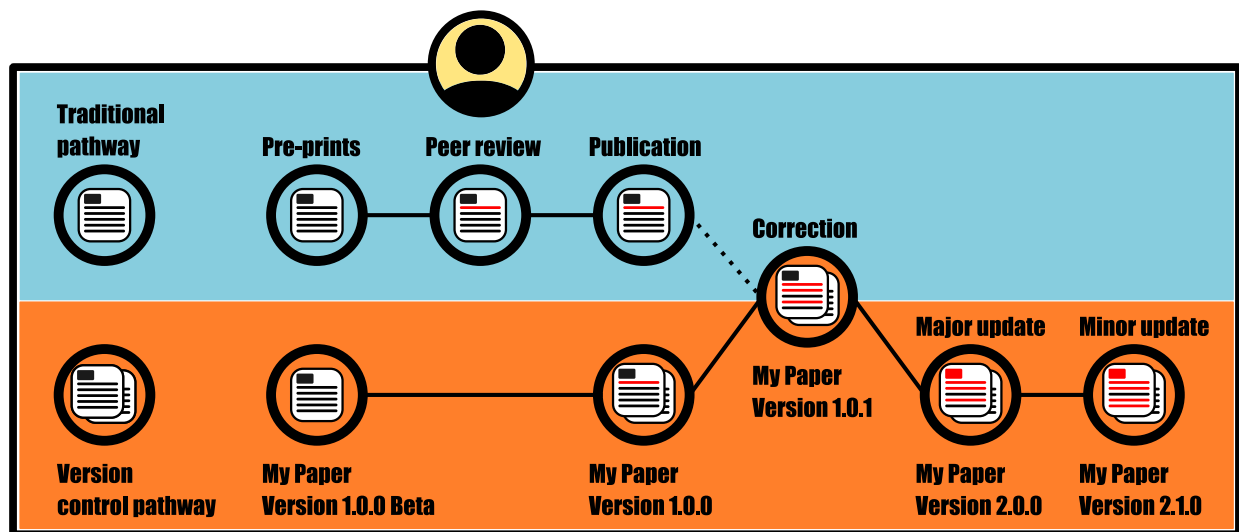 Traditional
pathway
Pre-prints
Peer review
Publication
Correction
Major update
Minor update
My Paper
Version 1.0.1
Version
control pathway
My Paper
Version 1.0.0 Beta
My Paper
Version 1.0.0
My Paper
Version 2.0.0
My Paper
Version 2.1.0